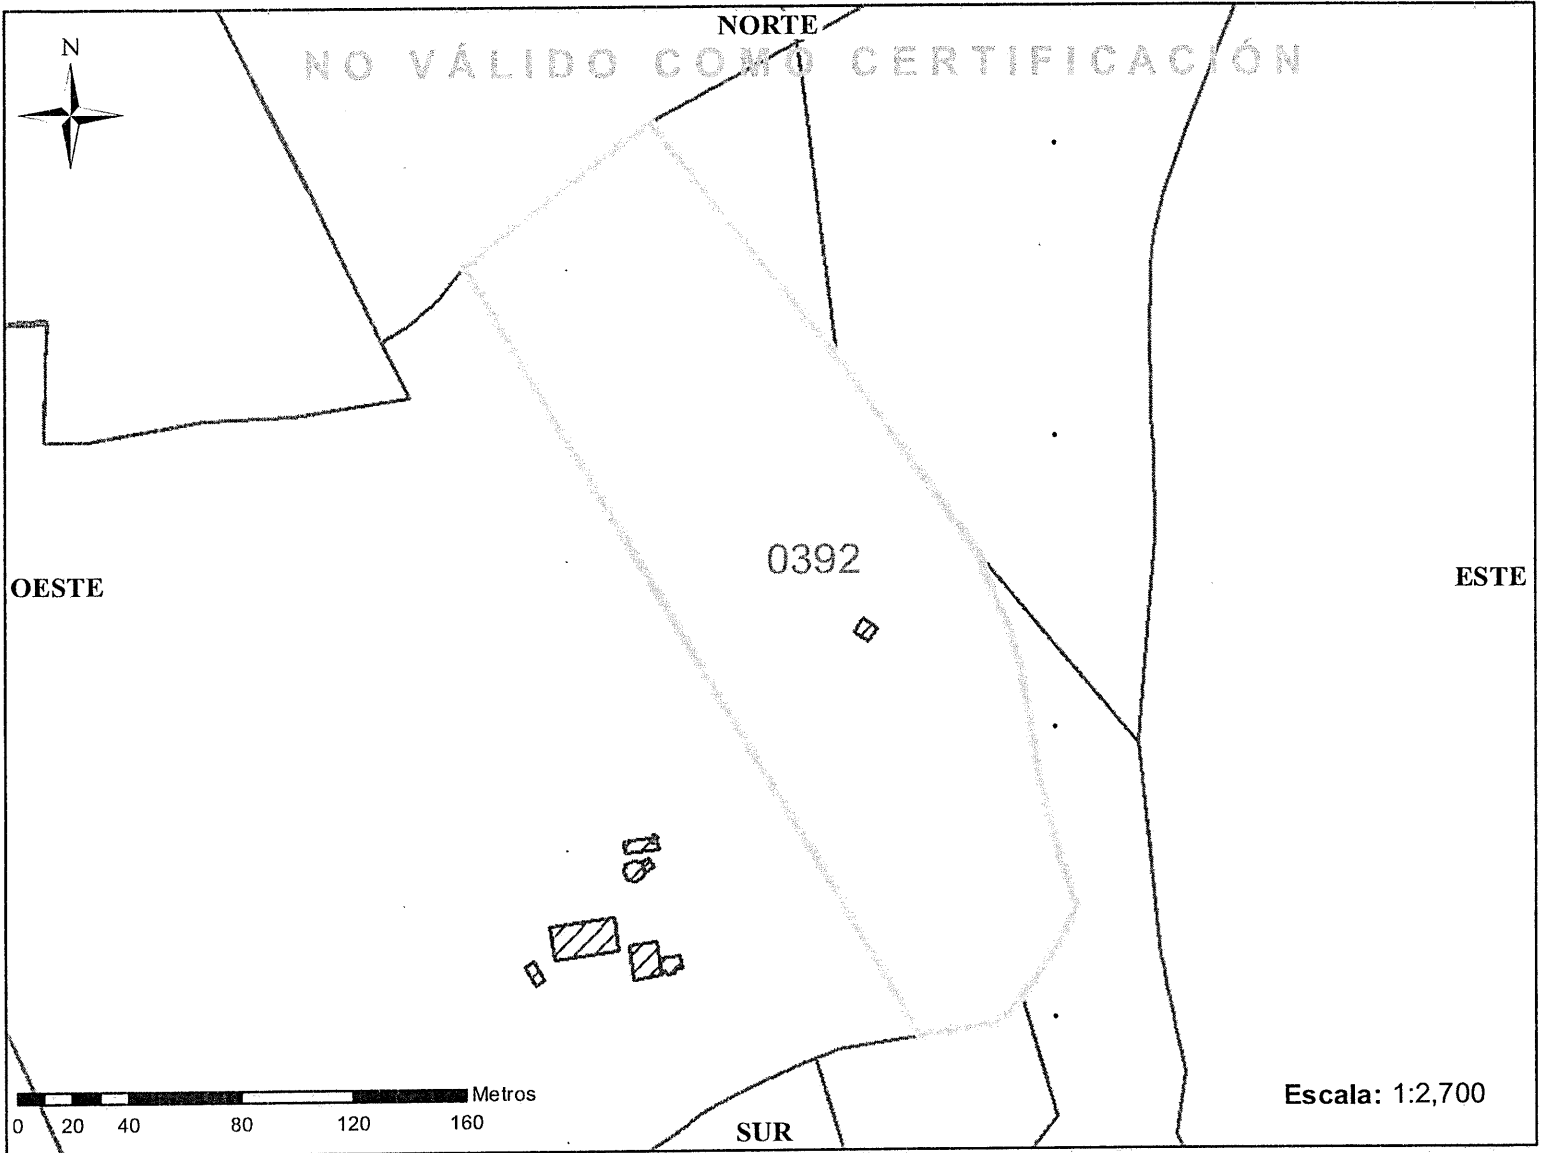 NORTE
N
NO VÁLIDO COMO CERTIFICACIÓN
0392
OESTE
ESTE
Metros
0 20 40 80 120 160
Escala: 1:2,700
SUR